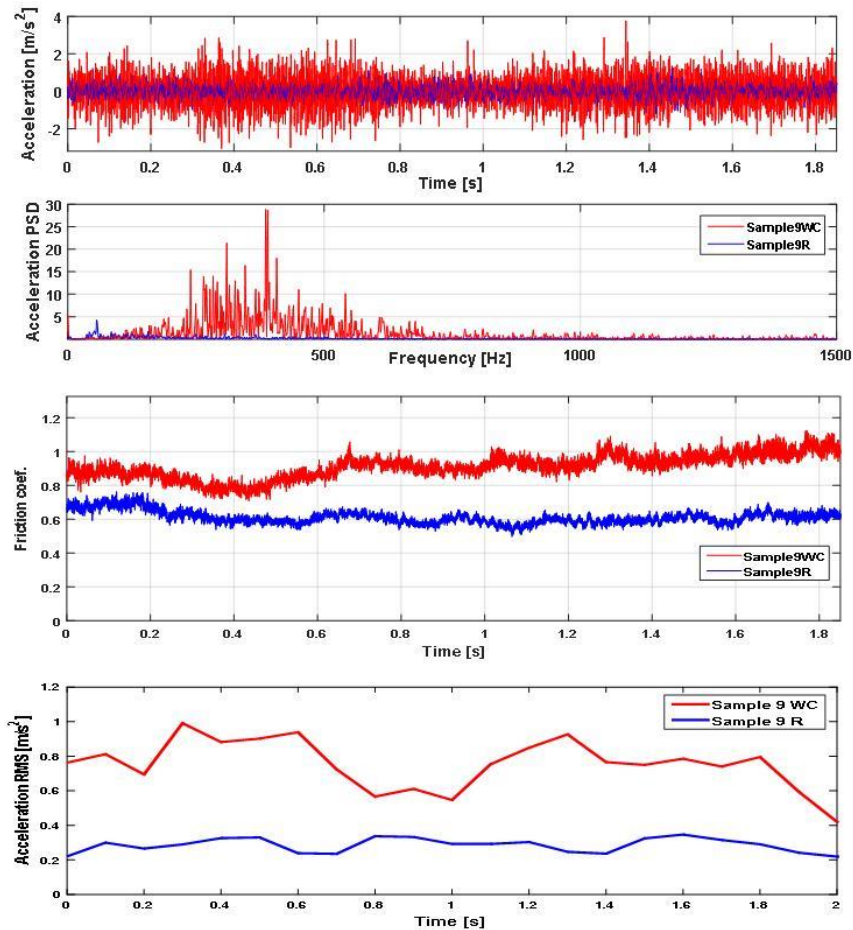 4
2
0
-2
Acceleration [m/s²]
0 0.2 0.4 0.6 0.8 1 1.2 1.4 1.6 1.8
Time [s]
30
25
20
15
10
5
Acceleration PSD
Sample9WC
Sample9R
0 500 1000 1500
Frequency [Hz]
1.2
1
0.8
0.6
0.4
0.2
0
Friction coef.
Sample9WC
Sample9R
0 0.2 0.4 0.6 0.8 1 1.2 1.4 1.6 1.8
Time [s]
1.2
1
0.8
0.6
0.4
0.2
0
Acceleration RMS [m/s²]
Sample 9 WC
Sample 9 R
0 0.2 0.4 0.6 0.8 1 1.2 1.4 1.6 1.8 2
Time [s]